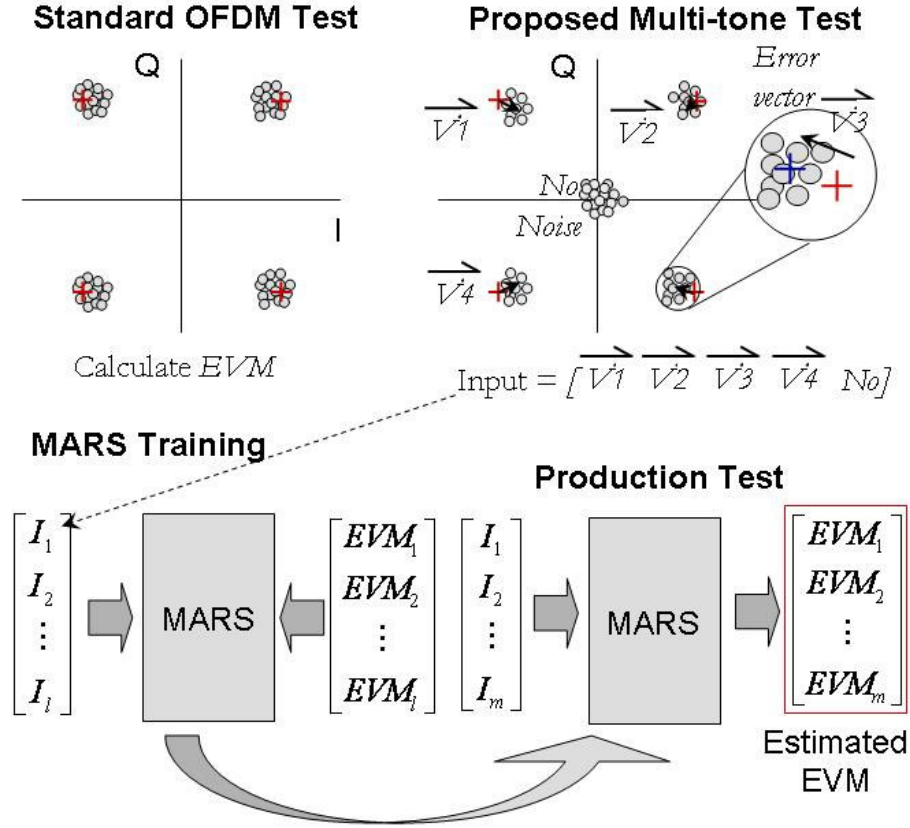 Standard OFDM Test
Proposed Multi-tone Test
Q
I
Calculate EVM
Q
Error
vector
V1
V2
V3
No
Noise
V4
Input = [V1 V2 V3 V4 No]
MARS Training
Production Test
I1
I2
⋮
Il
MARS
EVM1
EVM2
⋮
EVMl
I1
I2
⋮
Im
MARS
EVM1
EVM2
⋮
EVMm
Estimated
EVM